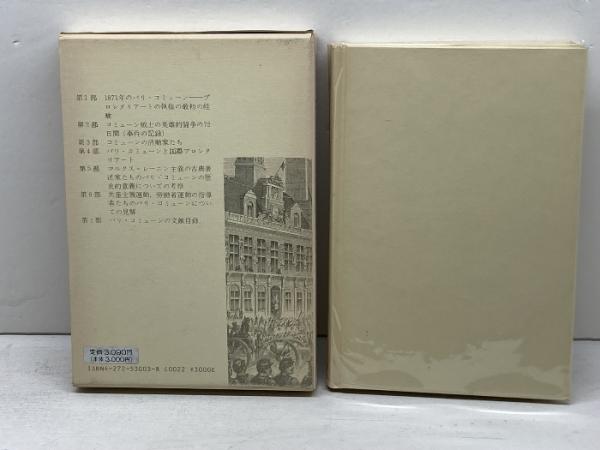 第1部 1871年のパリ・コミューン――プ
ロレタリアートの執権の最初の経
験
第2部 コミューン戦士の英雄的闘争の72
日間(事件の記録)
第3部 コミューンの活動家たち
第4部 パリ・コミューンと国際プロレタ
リアート
第5部 マルクス＝レーニン主義の古典著
述家たちのパリ・コミューンの歴
史的意義についての考察
第6部 共産主義運動、労働者運動の指導
者たちのパリ・コミューンについ
ての見解
第7部 パリ・コミューンの文献目録
定価3,090円
(本体3,000円)
ISBN4-272-53003-8 C0022 ¥3000E